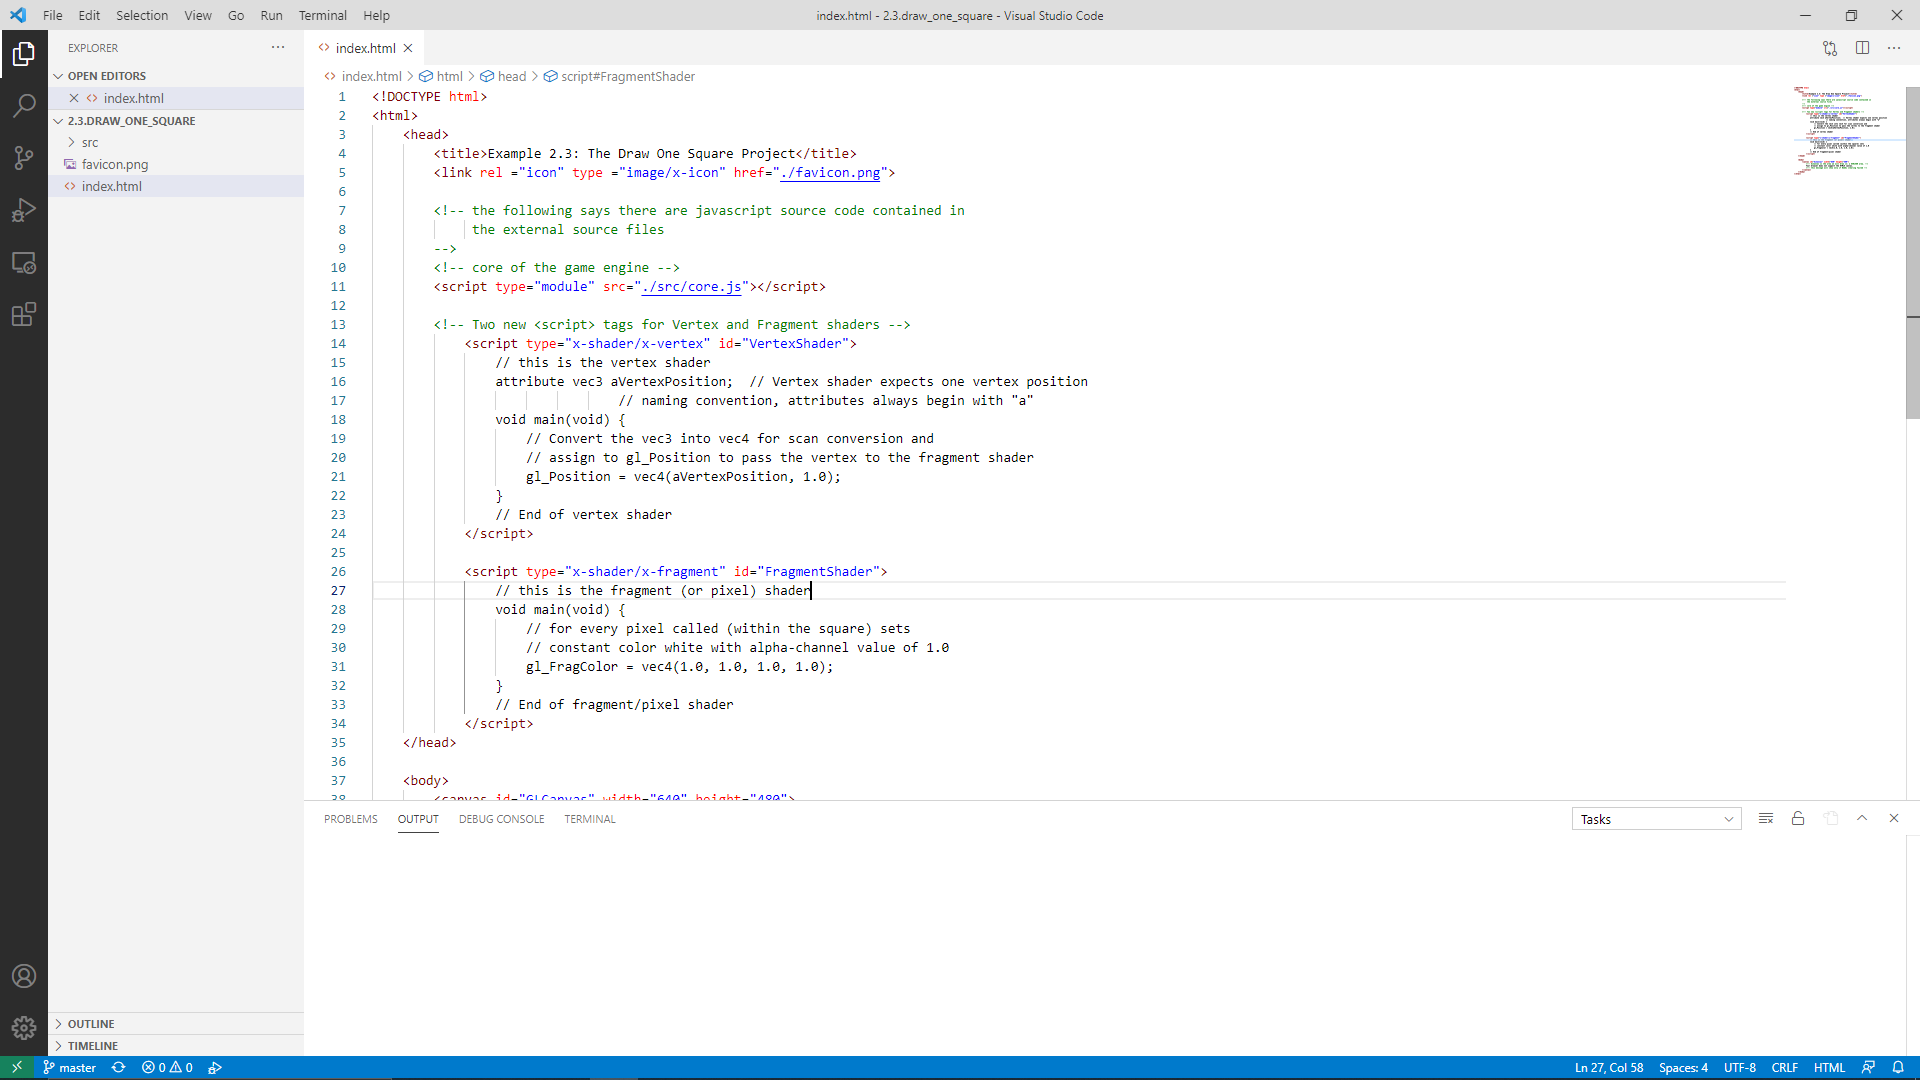 File Edit Selection View Go Run Terminal Help
index.html - 2.3.draw_one_square - Visual Studio Code
EXPLORER
OPEN EDITORS
index.html
2.3.DRAW_ONE_SQUARE
src
favicon.png
index.html
OUTLINE
TIMELINE
index.html
index.html > html > head > script#FragmentShader
1 <!DOCTYPE html>
2 <html>
3 <head>
4 <title>Example 2.3: The Draw One Square Project</title>
5 <link rel ="icon" type ="image/x-icon" href="./favicon.png">
6
7 <!-- the following says there are javascript source code contained in
8 the external source files
9 -->
10 <!-- core of the game engine -->
11 <script type="module" src="./src/core.js"></script>
12
13 <!-- Two new <script> tags for Vertex and Fragment shaders -->
14 <script type="x-shader/x-vertex" id="VertexShader">
15 // this is the vertex shader
16 attribute vec3 aVertexPosition;  // Vertex shader expects one vertex position
17 // naming convention, attributes always begin with "a"
18 void main(void) {
19 // Convert the vec3 into vec4 for scan conversion and
20 // assign to gl_Position to pass the vertex to the fragment shader
21 gl_Position = vec4(aVertexPosition, 1.0);
22 }
23 // End of vertex shader
24 </script>
25
26 <script type="x-shader/x-fragment" id="FragmentShader">
27 // this is the fragment (or pixel) shader
28 void main(void) {
29 // for every pixel called (within the square) sets
30 // constant color white with alpha-channel value of 1.0
31 gl_FragColor = vec4(1.0, 1.0, 1.0, 1.0);
32 }
33 // End of fragment/pixel shader
34 </script>
35 </head>
36
37 <body>
38 <canvas id="GLCanvas" width="640" height="480">
PROBLEMS OUTPUT DEBUG CONSOLE TERMINAL
Tasks
master 0 0
Ln 27, Col 58 Spaces: 4 UTF-8 CRLF HTML